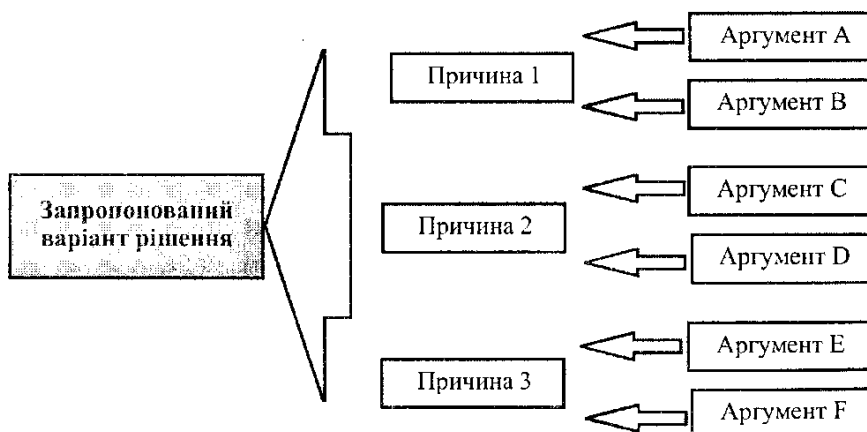 Аргумент A
Причина 1
Аргумент B
Запропонований
варіант рішення
Аргумент C
Причина 2
Аргумент D
Аргумент E
Причина 3
Аргумент F